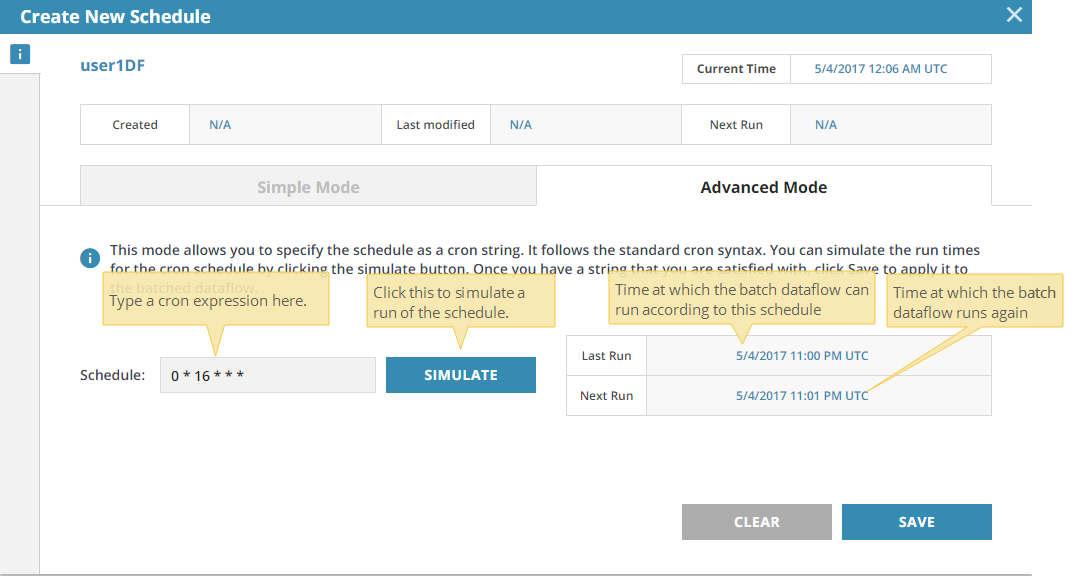 Create New Schedule
i
user1DF
Current Time 5/4/2017 12:06 AM UTC
Created N/A Last modified N/A Next Run N/A
Simple Mode Advanced Mode
i
This mode allows you to specify the schedule as a cron string. It follows the standard cron syntax. You can simulate the run times
for the cron schedule by clicking the simulate button. Once you have a string that you are satisfied with, click Save to apply it to
the batched dataflow.
Type a cron expression here.
Click this to simulate a
run of the schedule.
Time at which the batch dataflow can
run according to this schedule
Time at which the batch
dataflow runs again
Schedule: 0 * 16 * * *
SIMULATE
Last Run 5/4/2017 11:00 PM UTC
Next Run 5/4/2017 11:01 PM UTC
CLEAR SAVE